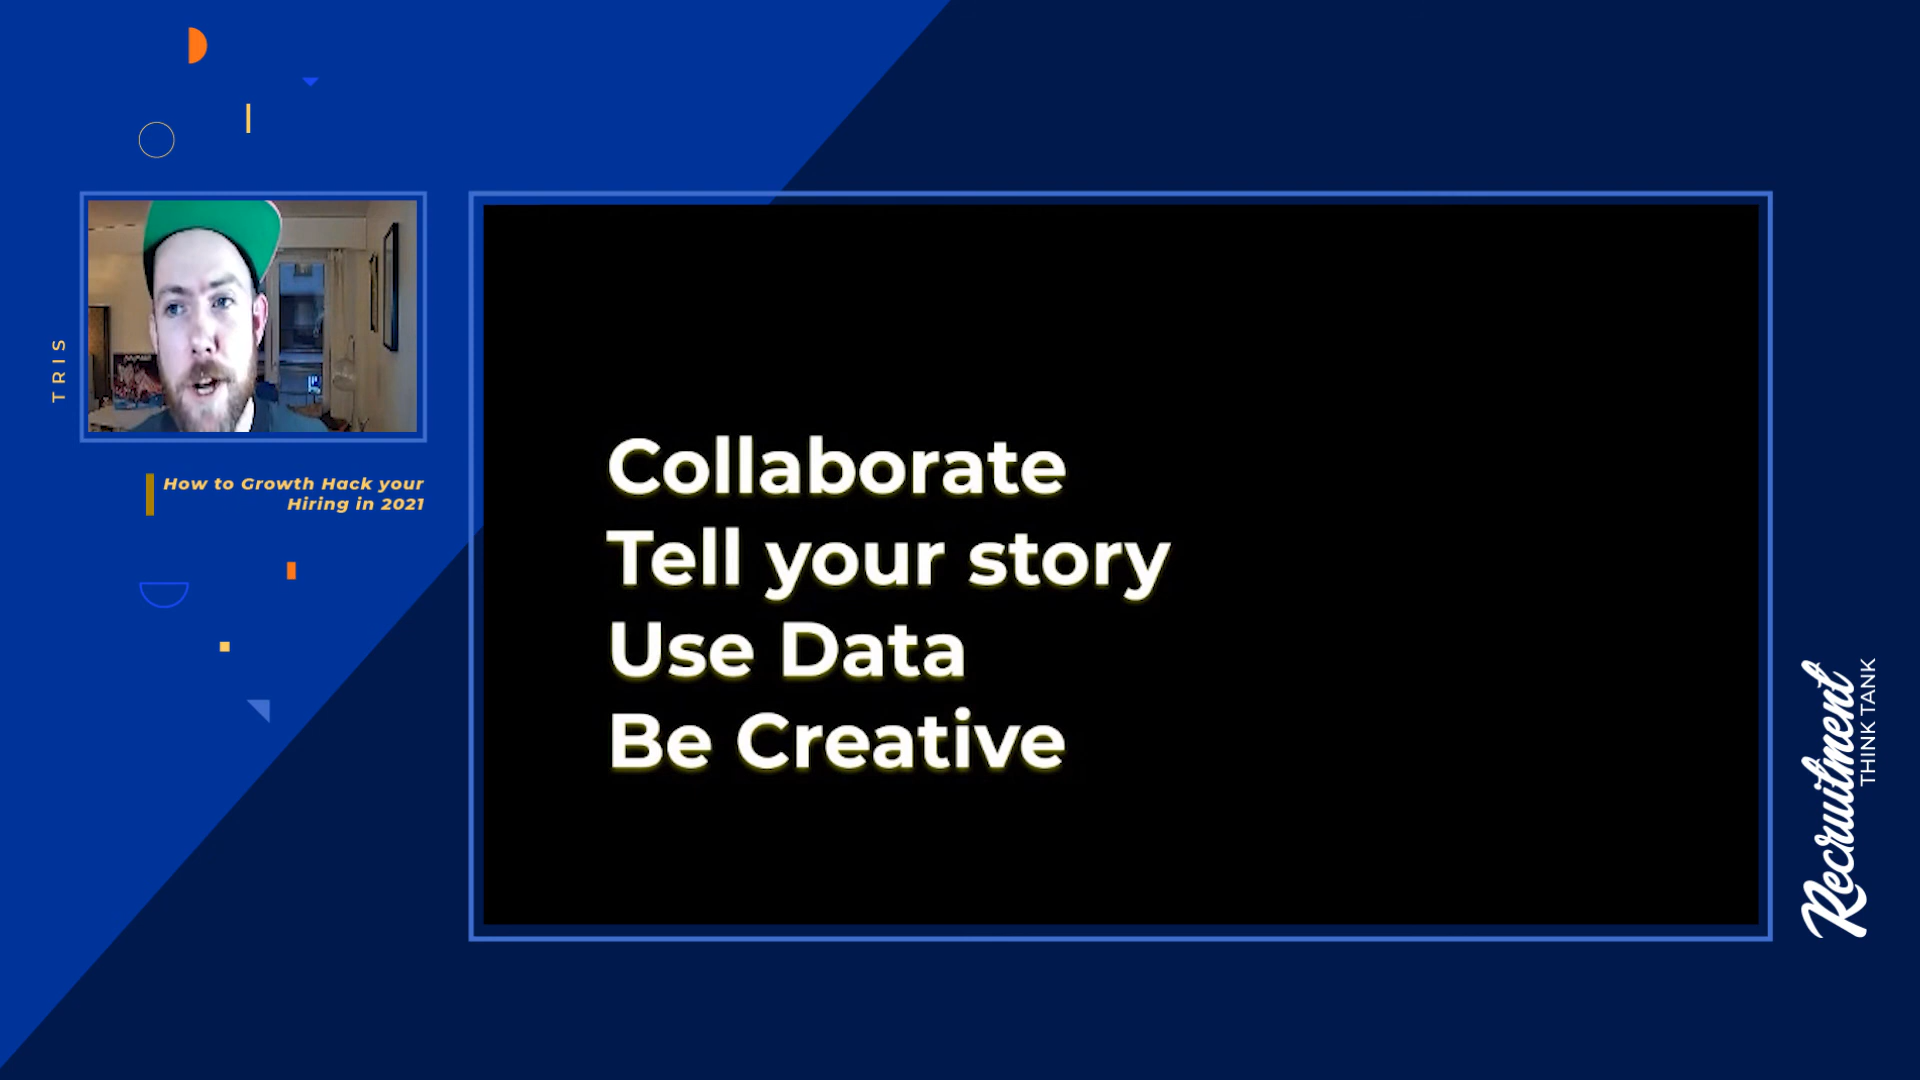 TRIS
How to Growth Hack your
Hiring in 2021
Collaborate
Tell your story
Use Data
Be Creative
Recruitment
THINK TANK